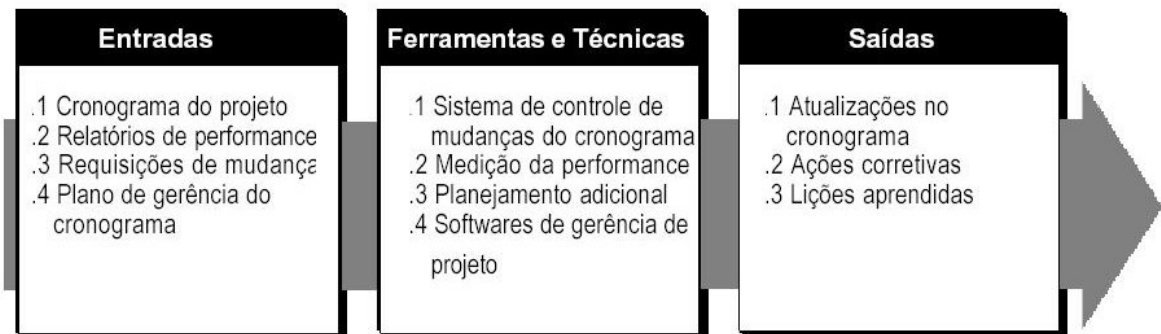 Entradas
.1 Cronograma do projeto
.2 Relatórios de performance
.3 Requisições de mudança
.4 Plano de gerência do
cronograma
Ferramentas e Técnicas
.1 Sistema de controle de
mudanças do cronograma
.2 Medição da performance
.3 Planejamento adicional
.4 Softwares de gerência de
projeto
Saídas
.1 Atualizações no
cronograma
.2 Ações corretivas
.3 Lições aprendidas